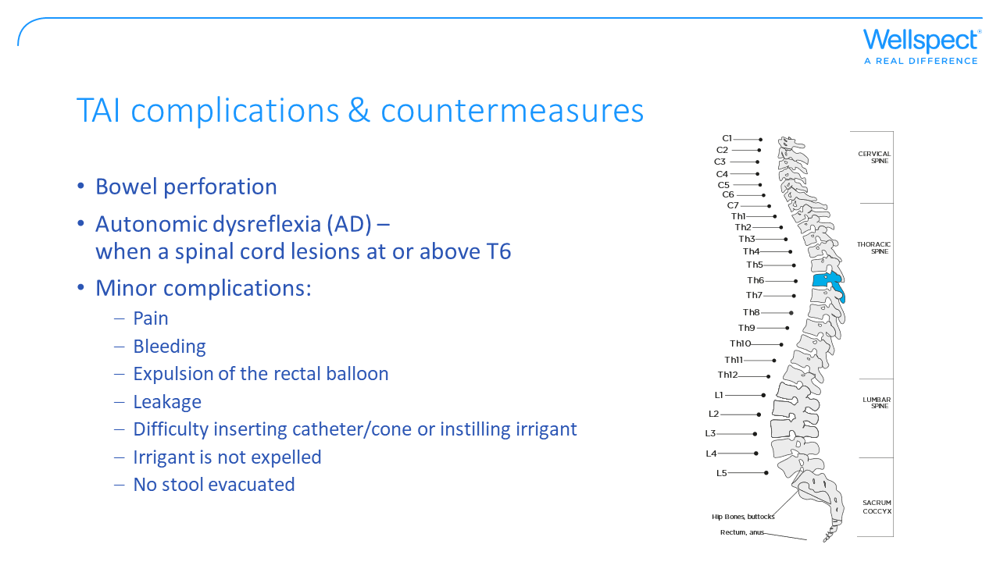 Wellspect®
A REAL DIFFERENCE
TAI complications & countermeasures
• Bowel perforation
• Autonomic dysreflexia (AD) –
when a spinal cord lesions at or above T6
• Minor complications:
– Pain
– Bleeding
– Expulsion of the rectal balloon
– Leakage
– Difficulty inserting catheter/cone or instilling irrigant
– Irrigant is not expelled
– No stool evacuated
C1
C2
C3
C4
C5
C6
C7
Th1
Th2
Th3
Th4
Th5
Th6
Th7
Th8
Th9
Th10
Th11
Th12
L1
L2
L3
L4
L5
Hip Bones, buttocks
Rectum, anus
CERVICAL
SPINE
THORACIC
SPINE
LUMBAR
SPINE
SACRUM
COCCYX